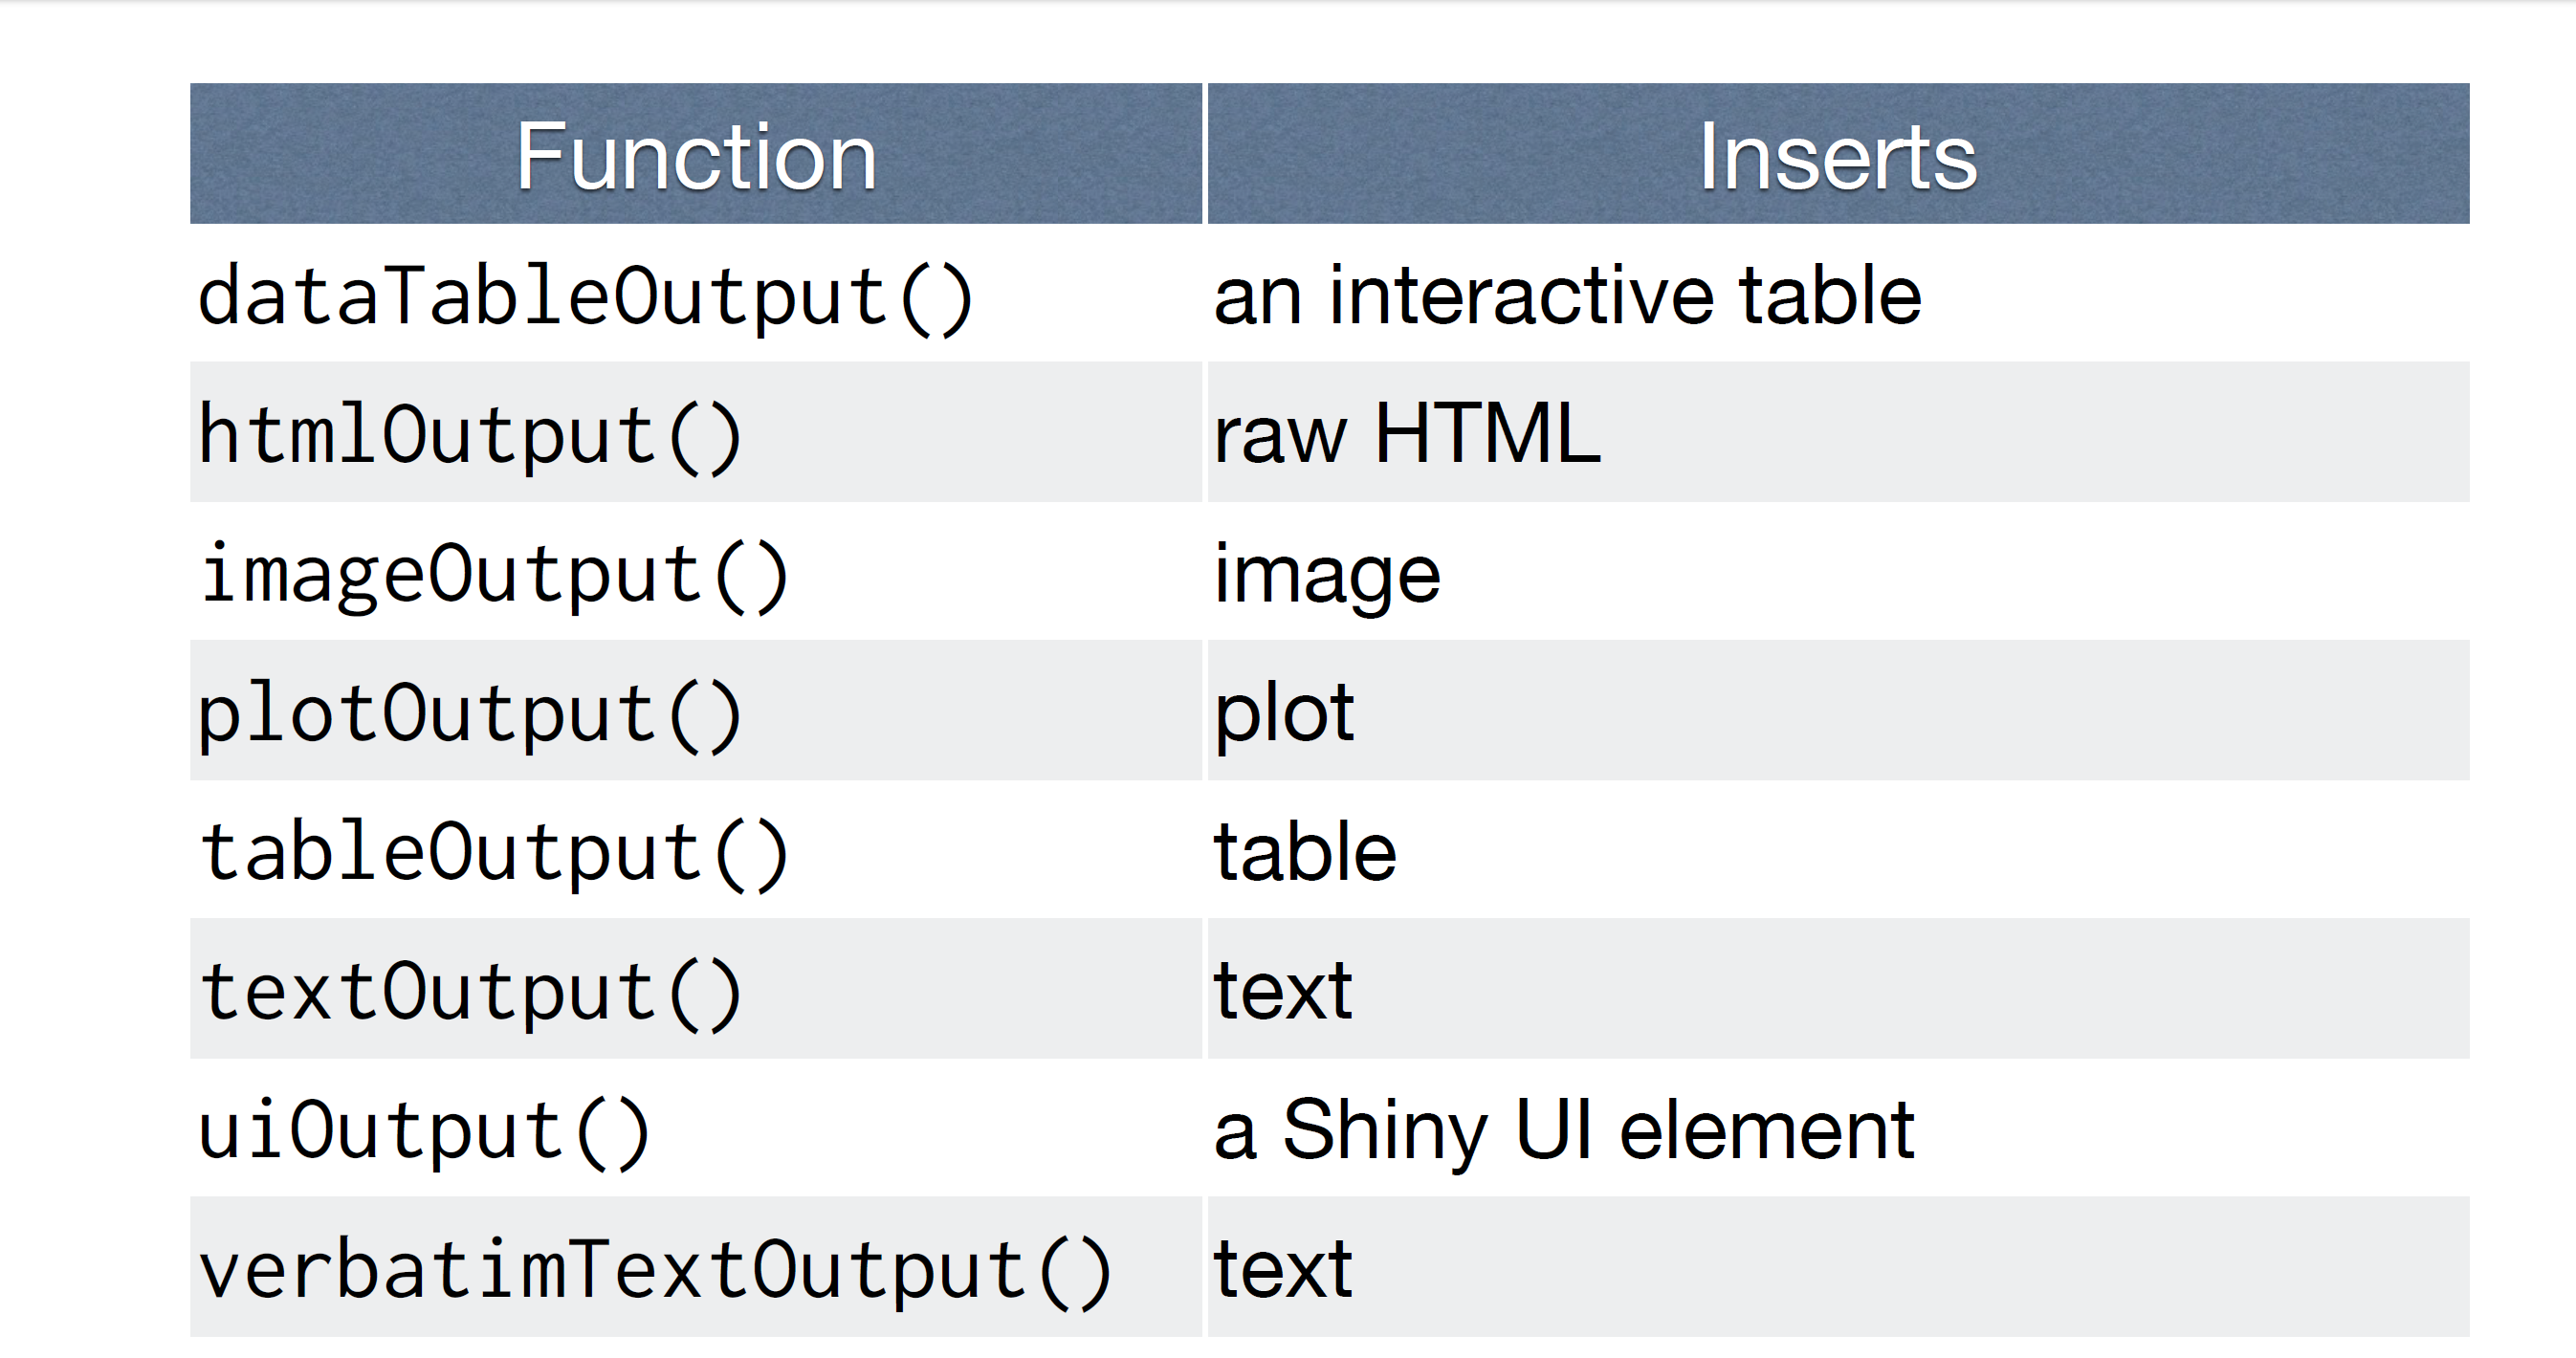 Function Inserts
dataTableOutput() an interactive table
htmlOutput() raw HTML
imageOutput() image
plotOutput() plot
tableOutput() table
textOutput() text
uiOutput() a Shiny UI element
verbatimTextOutput() text